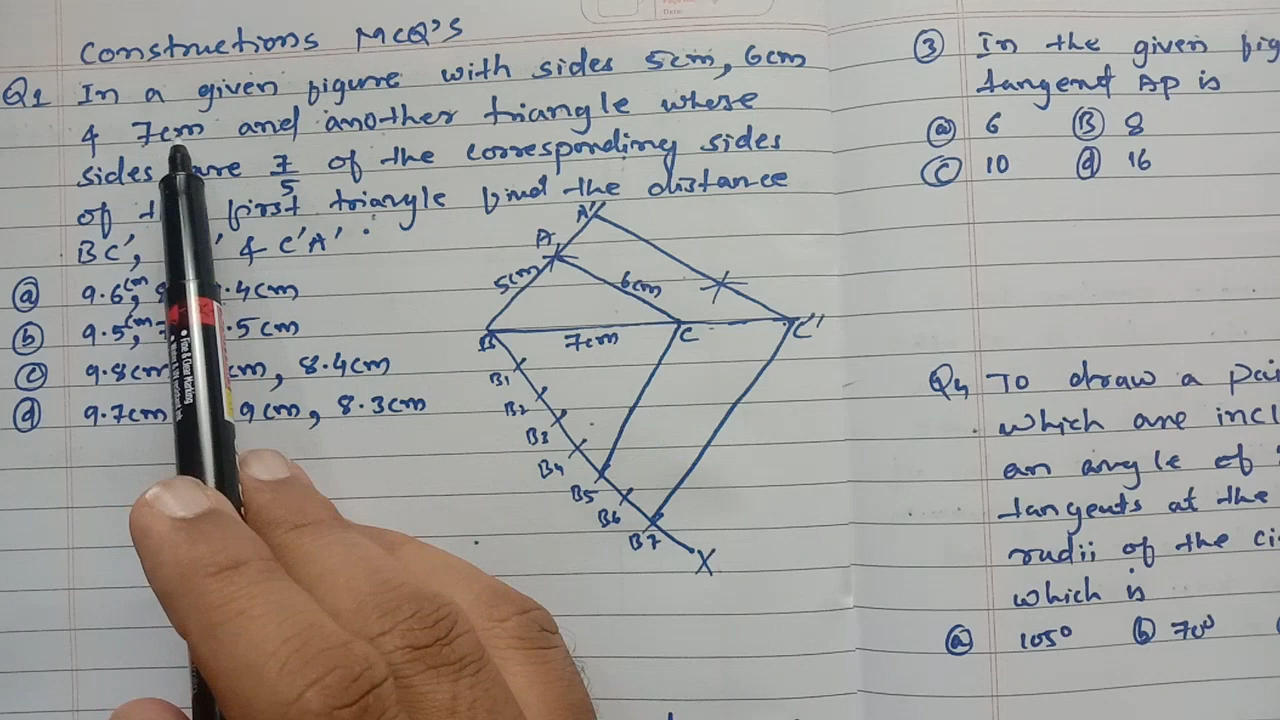 Constructions MCQ'S
Q1 In a given figure with sides 5cm, 6cm
& 7cm and another triangle whose
sides are 7/5 of the corresponding sides
of first triangle find the distance
BC', & C'A'.
(a) 9.6cm, .4cm
(b) 9.5cm, .5cm
(c) 9.8cm cm, 8.4cm
(d) 9.7cm 9cm, 8.3cm
A'
A
5cm
6cm
B
7cm
C
C'
B1
B2
B3
B4
B5
B6
B7
X
(3) In the given fig
tangent AP is
(a) 6 (B) 8
(c) 10 (d) 16
Q4 To draw a pai
which are incl
an angle of
tangents at the
radii of the ci
which is
(a) 105° (b) 70°